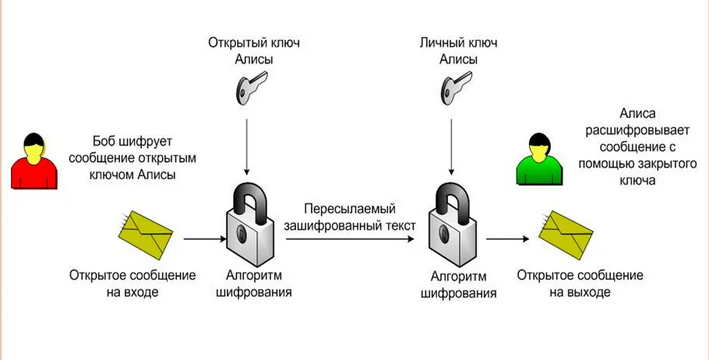 Открытый ключ
Алисы
Личный ключ
Алисы
Боб шифрует
сообщение открытым
ключом Алисы
Алиса
расшифровывает
сообщение с
помощью закрытого
ключа
Пересылаемый
зашифрованный текст
Открытое сообщение
на входе
Алгоритм
шифрования
Алгоритм
шифрования
Открытое сообщение
на выходе